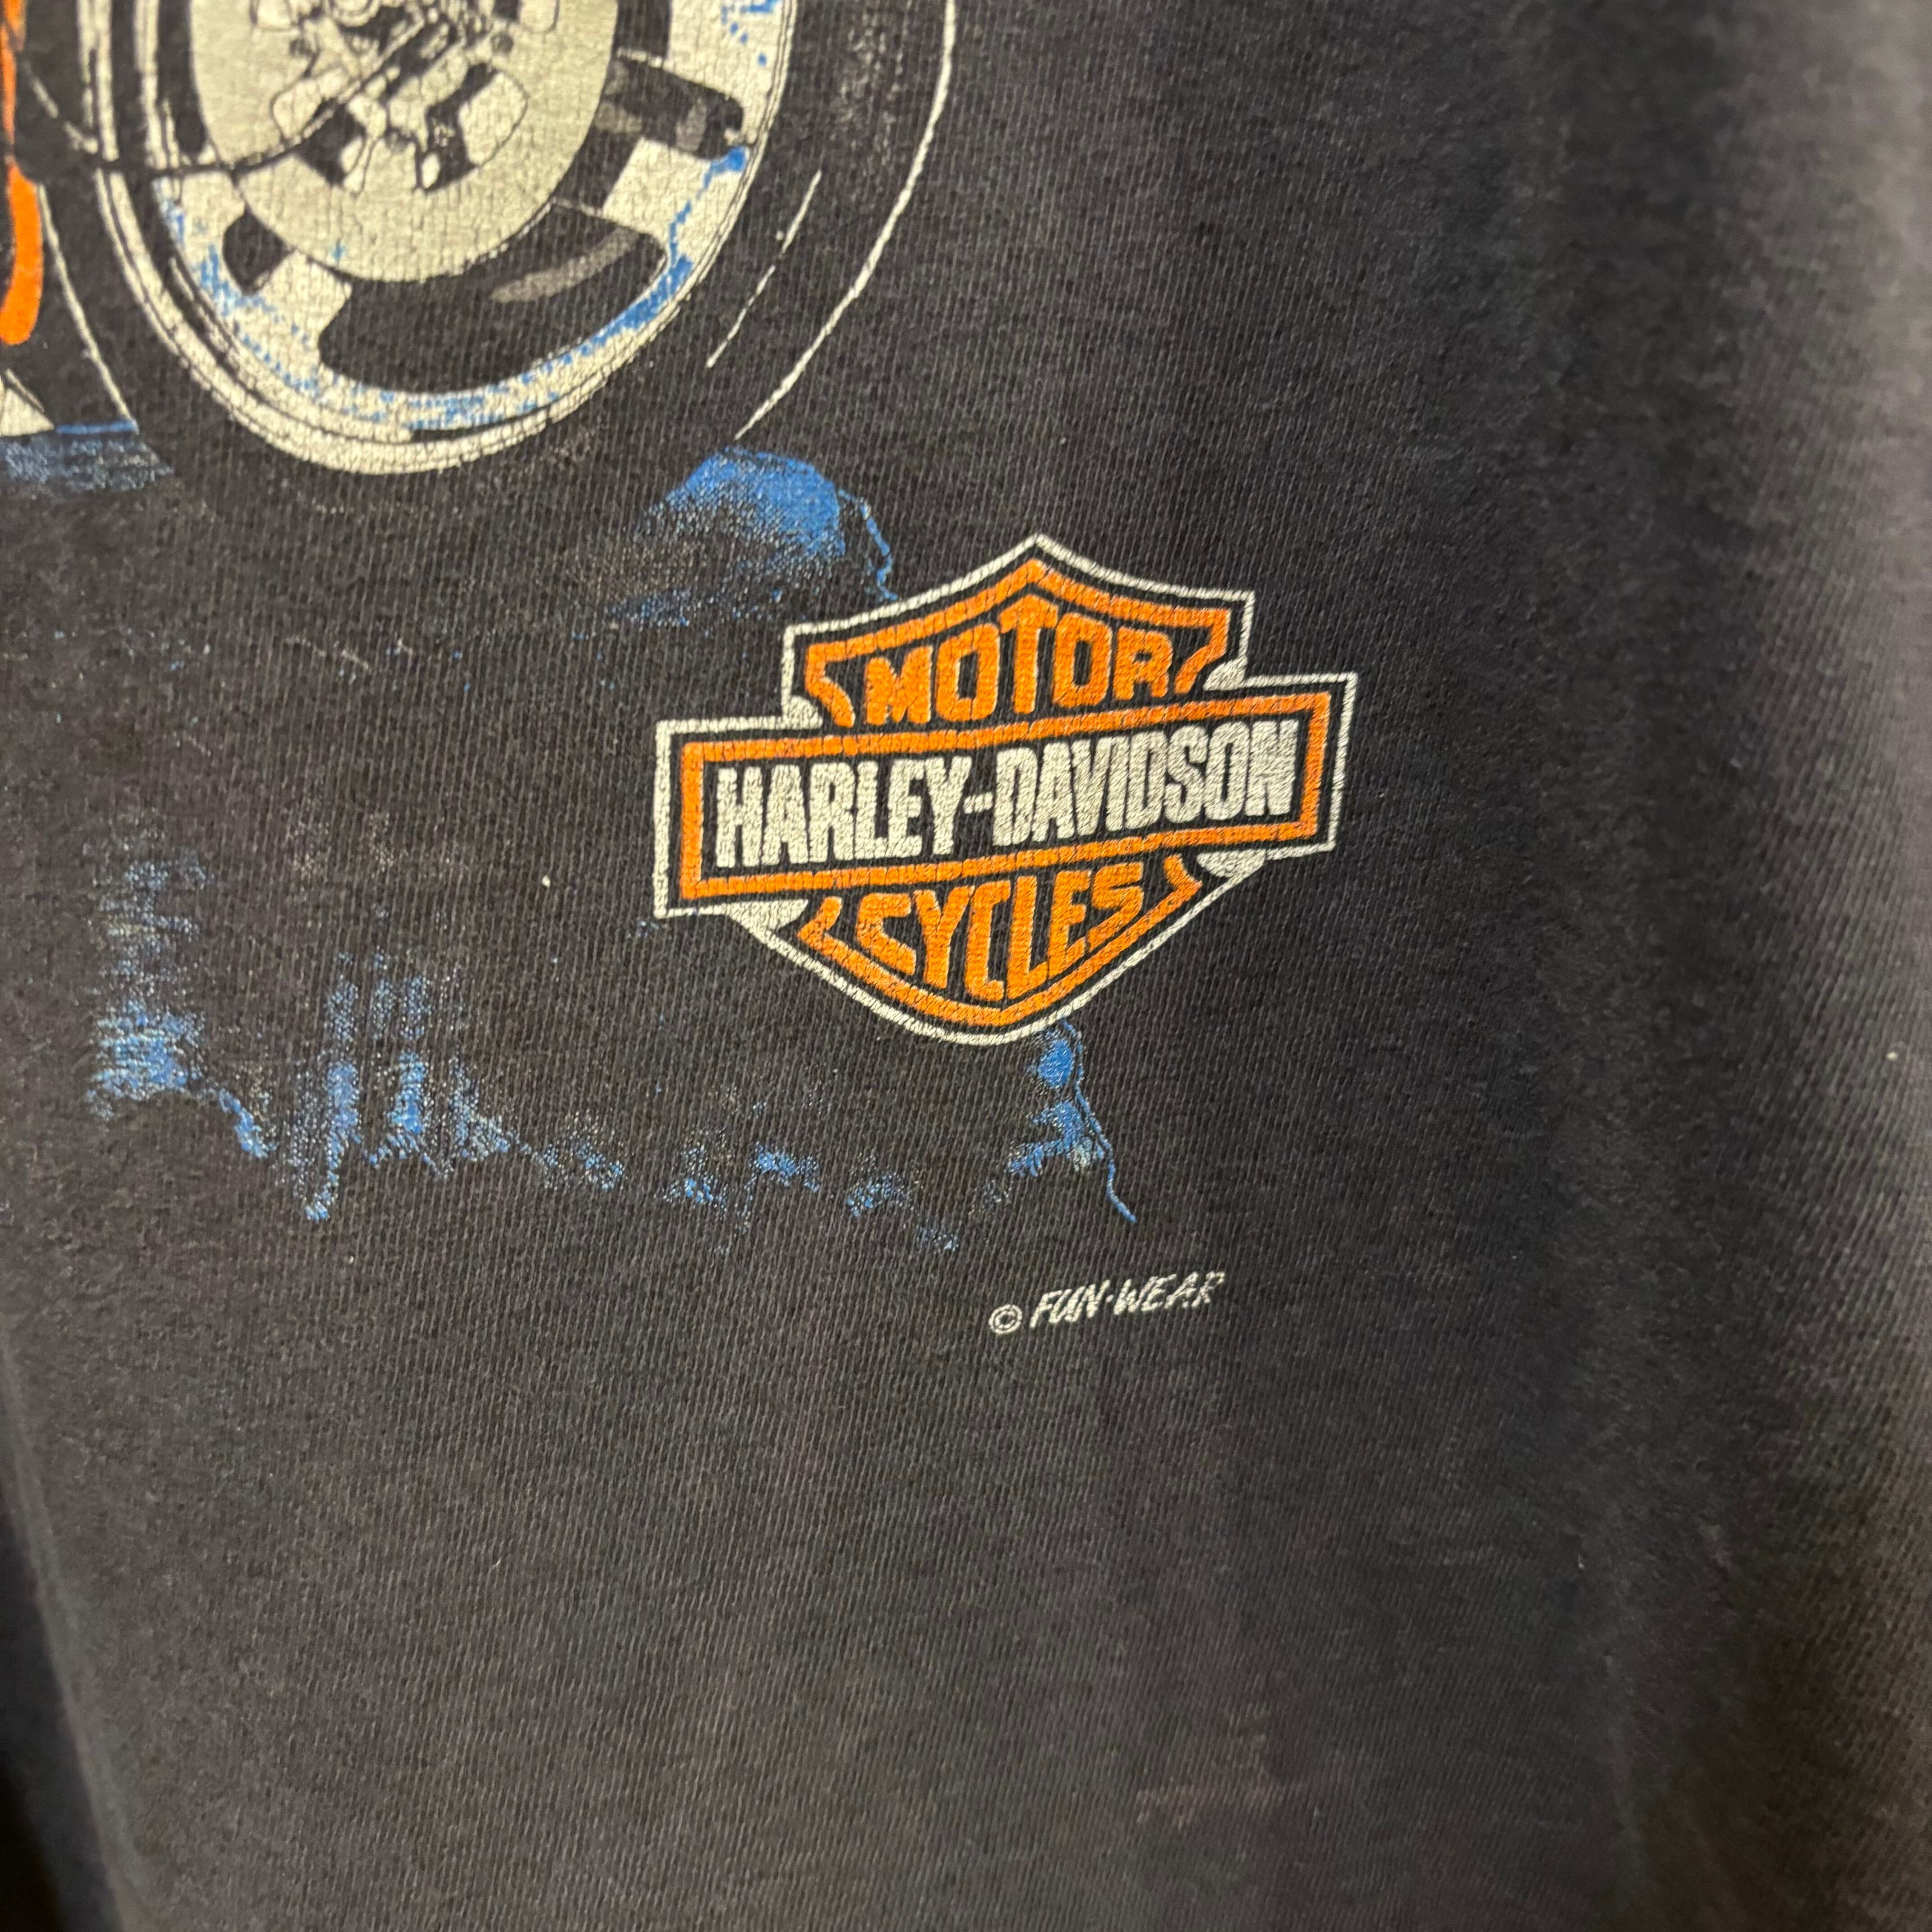 MOTOR
HARLEY-DAVIDSON
CYCLES
© FUN-WEAR